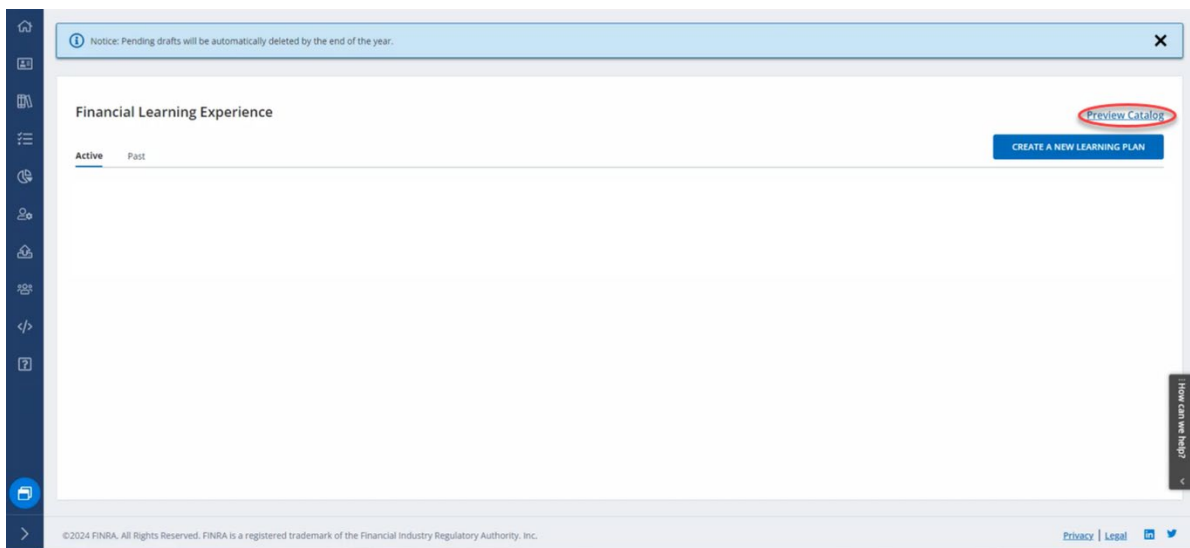 Notice: Pending drafts will be automatically deleted by the end of the year.
Financial Learning Experience
Preview Catalog
Active Past
CREATE A NEW LEARNING PLAN
How can we help?
©2024 FINRA. All Rights Reserved. FINRA is a registered trademark of the Financial Industry Regulatory Authority, Inc.
Privacy | Legal